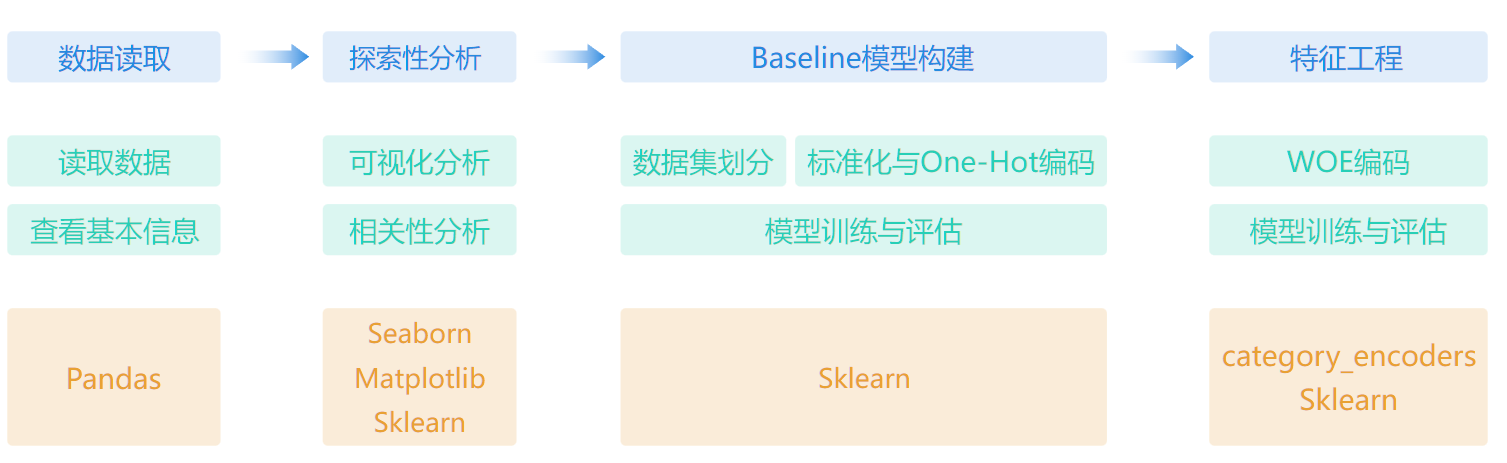 数据读取
探索性分析
Baseline模型构建
特征工程
读取数据
可视化分析
数据集划分
标准化与One-Hot编码
WOE编码
查看基本信息
相关性分析
模型训练与评估
模型训练与评估
Pandas
Seaborn
Matplotlib
Sklearn
Sklearn
category_encoders
Sklearn